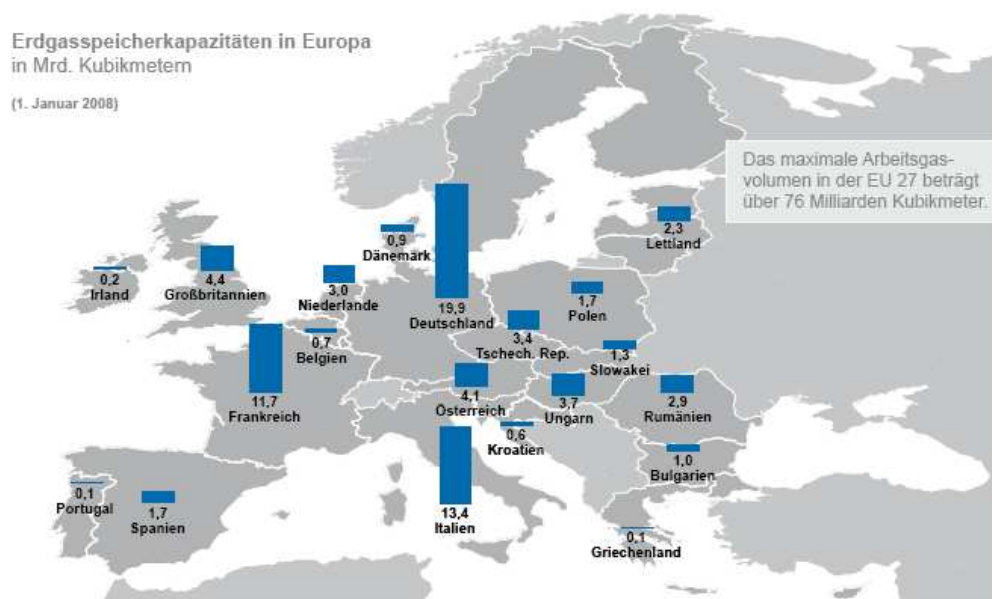 Erdgasspeicherkapazitäten in Europa
in Mrd. Kubikmetern
(1. Januar 2008)
Das maximale Arbeitsgas-
volumen in der EU 27 beträgt
über 76 Milliarden Kubikmeter.
2,3
Lettland
0,9
Dänemark
0,2
Irland
4,4
Großbritannien
3,0
Niederlande
19,9
Deutschland
1,7
Polen
0,7
Belgien
3,4
Tschech. Rep.
1,3
Slowakei
11,7
Frankreich
4,1
Österreich
3,7
Ungarn
2,9
Rumänien
0,6
Kroatien
1,0
Bulgarien
0,1
Portugal
1,7
Spanien
13,4
Italien
0,1
Griechenland